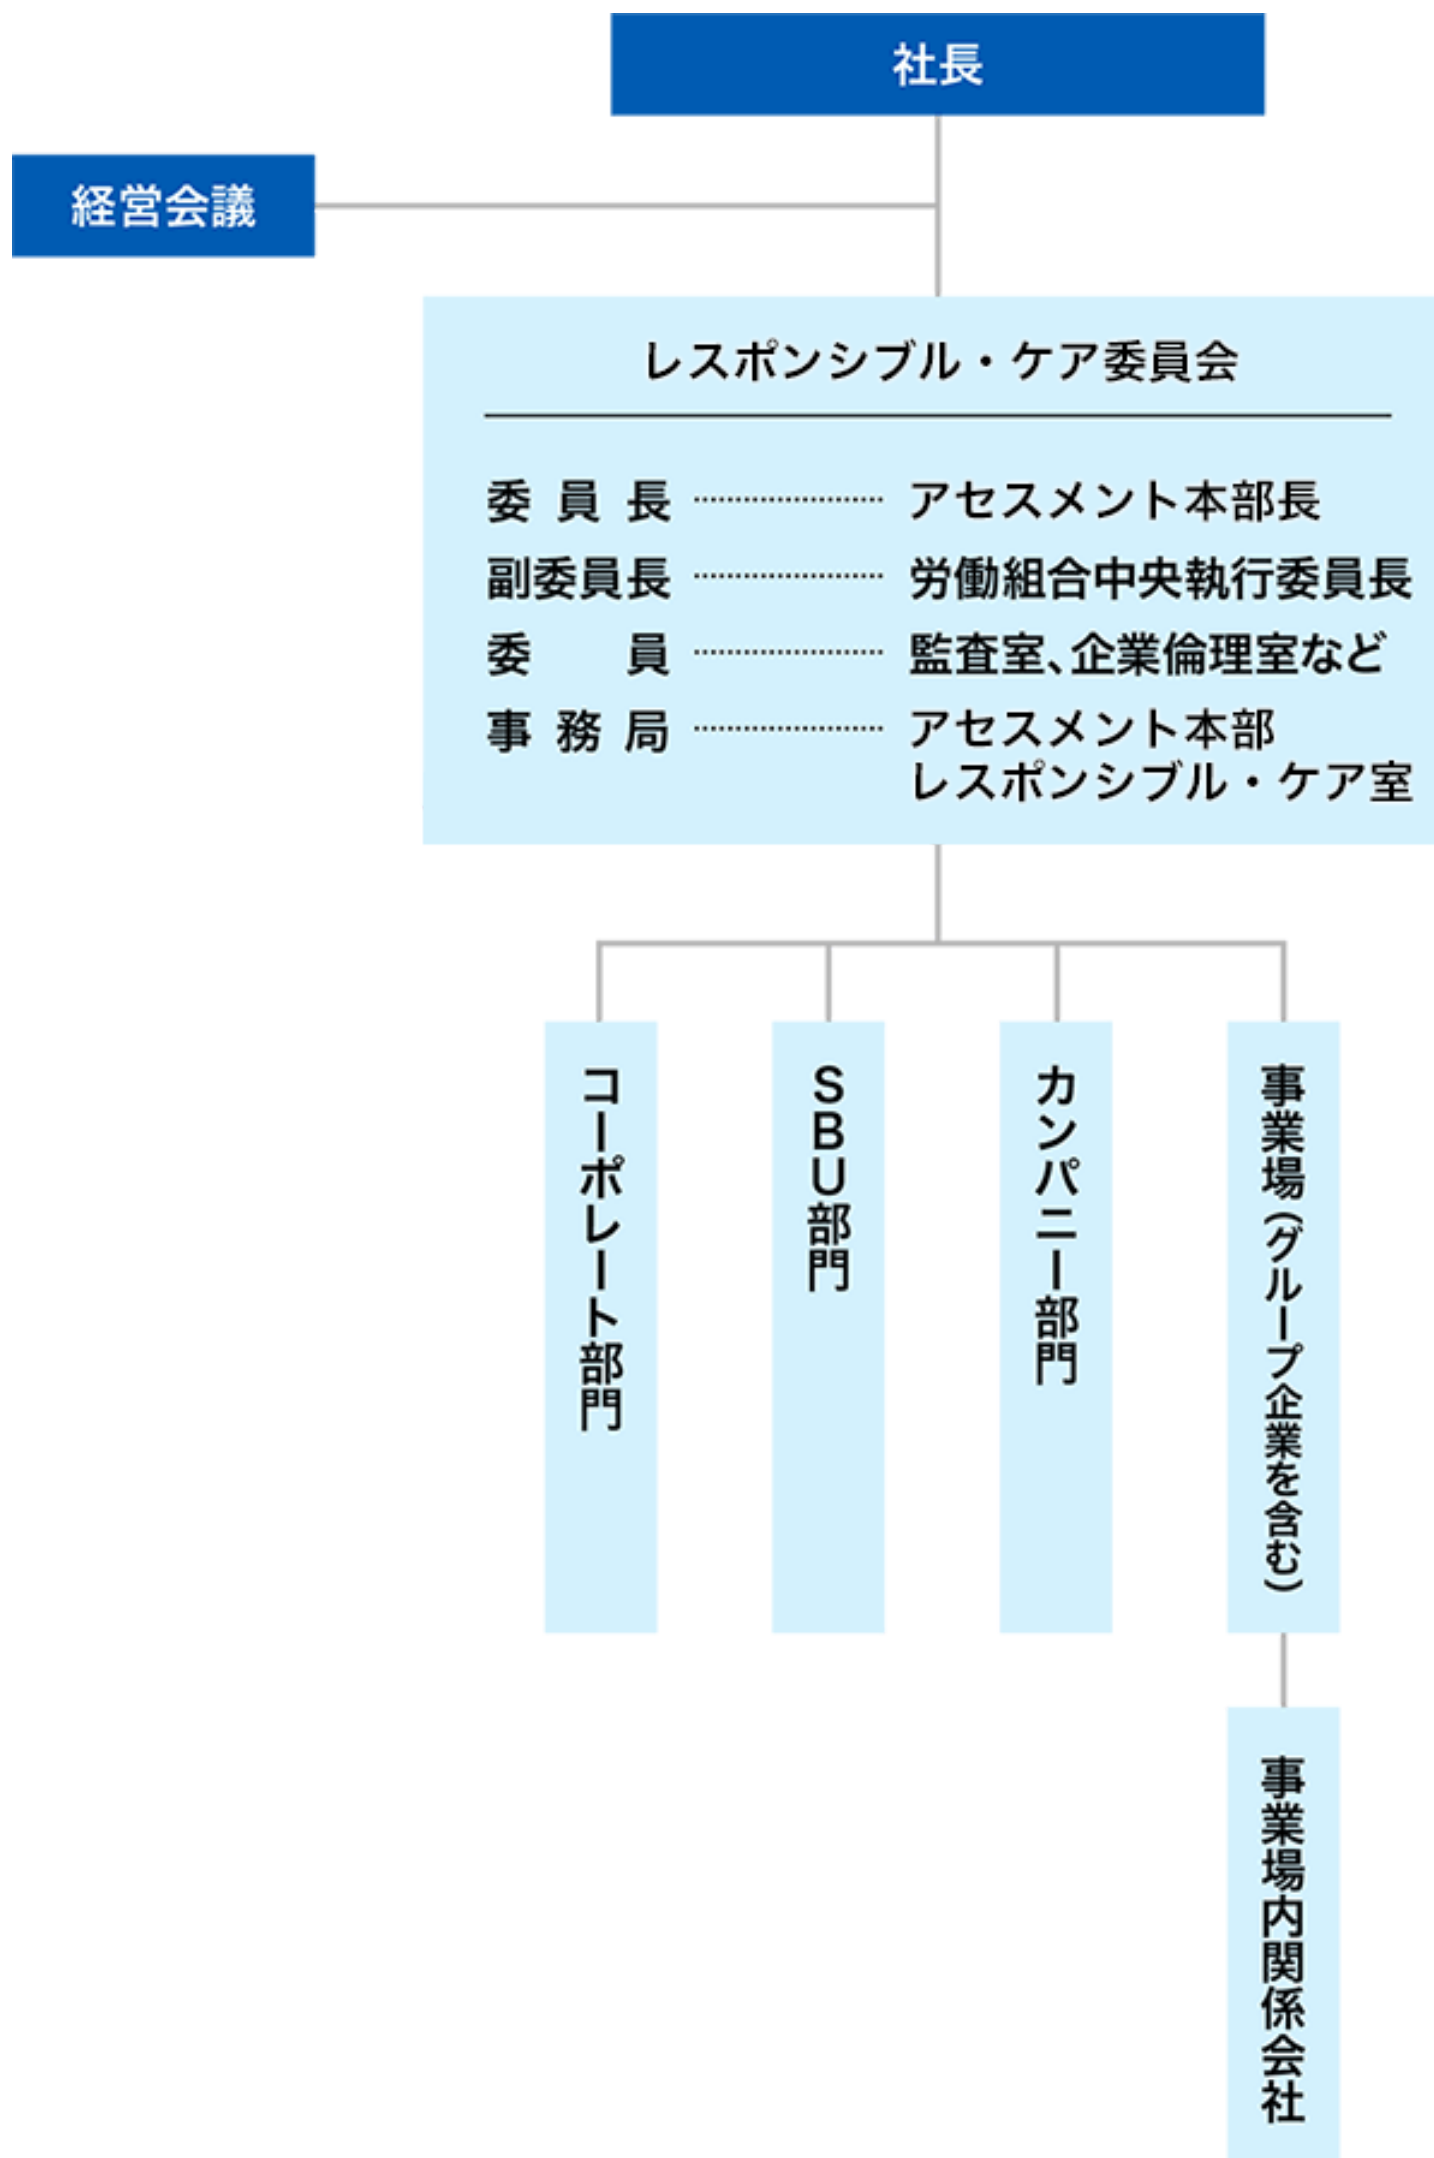 社長
経営会議
レスポンシブル・ケア委員会
委員長 …………………… アセスメント本部長
副委員長 …………………… 労働組合中央執行委員長
委員 …………………… 監査室、企業倫理室など
事務局 …………………… アセスメント本部
レスポンシブル・ケア室
コーポレート部門
SBU部門
カンパニー部門
事業場(グループ企業を含む)
事業場内関係会社